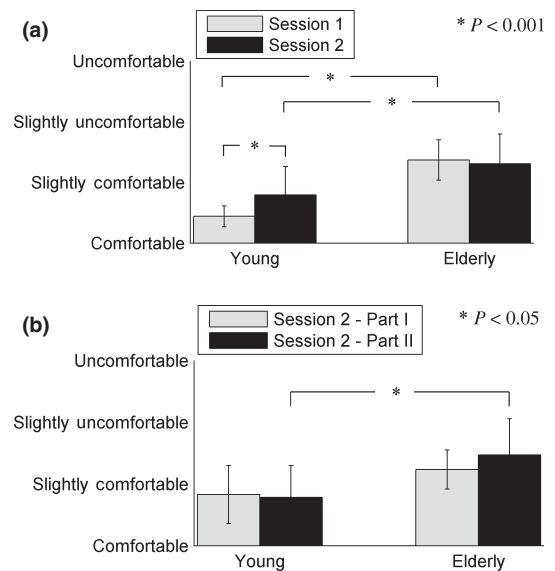 (a)
Session 1
Session 2
* P < 0.001
Uncomfortable
Slightly uncomfortable
Slightly comfortable
Comfortable
*
*
*
Young
Elderly
(b)
Session 2 - Part I
Session 2 - Part II
* P < 0.05
Uncomfortable
Slightly uncomfortable
Slightly comfortable
Comfortable
*
Young
Elderly